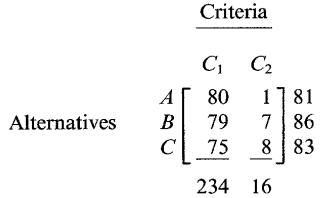 Criteria
C₁ C₂
A 80 1 81
Alternatives B 79 7 86
C 75 8 83
234 16